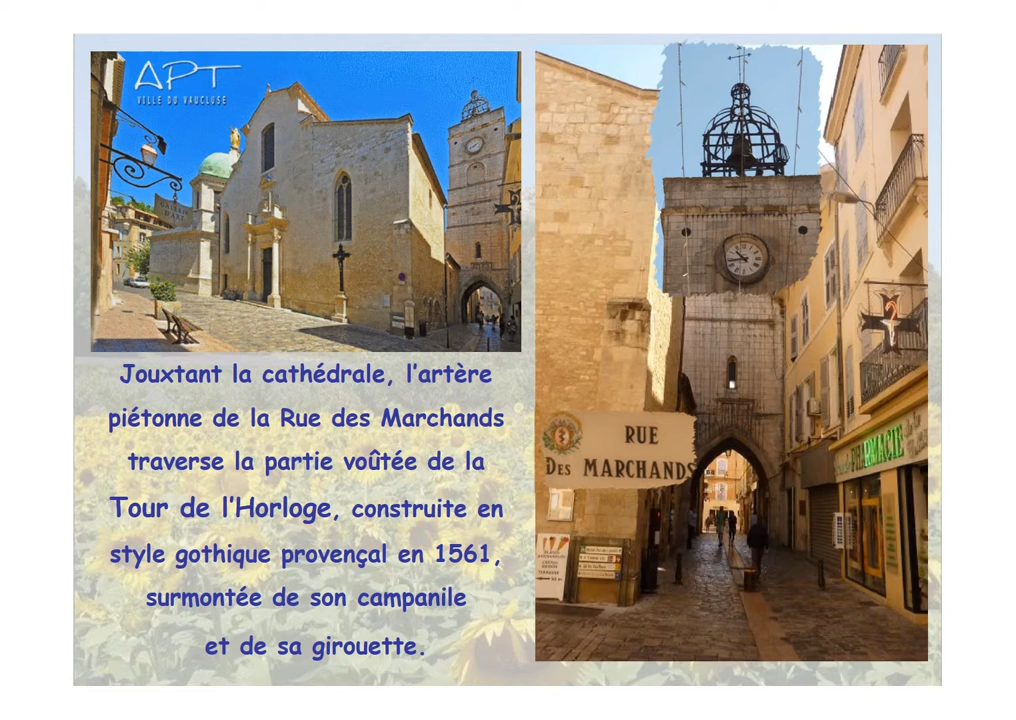 APT
VILLE DU VAUCLUSE
Jouxtant la cathédrale, l’artère
piétonne de la Rue des Marchands
traverse la partie voûtée de la
Tour de l’Horloge, construite en
style gothique provençal en 1561,
surmontée de son campanile
et de sa girouette.
RUE
DES MARCHANDS
PHARMACIE